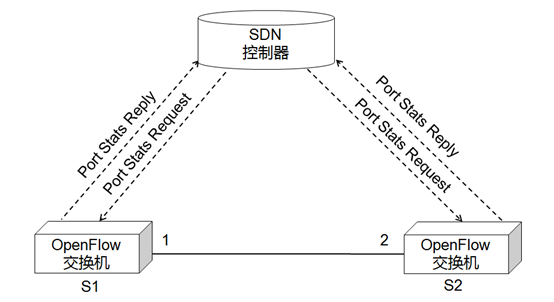 SDN
控制器
Port Stats Reply
Port Stats Request
Port Stats Reply
Port Stats Request
OpenFlow
交换机
S1
1
2
OpenFlow
交换机
S2